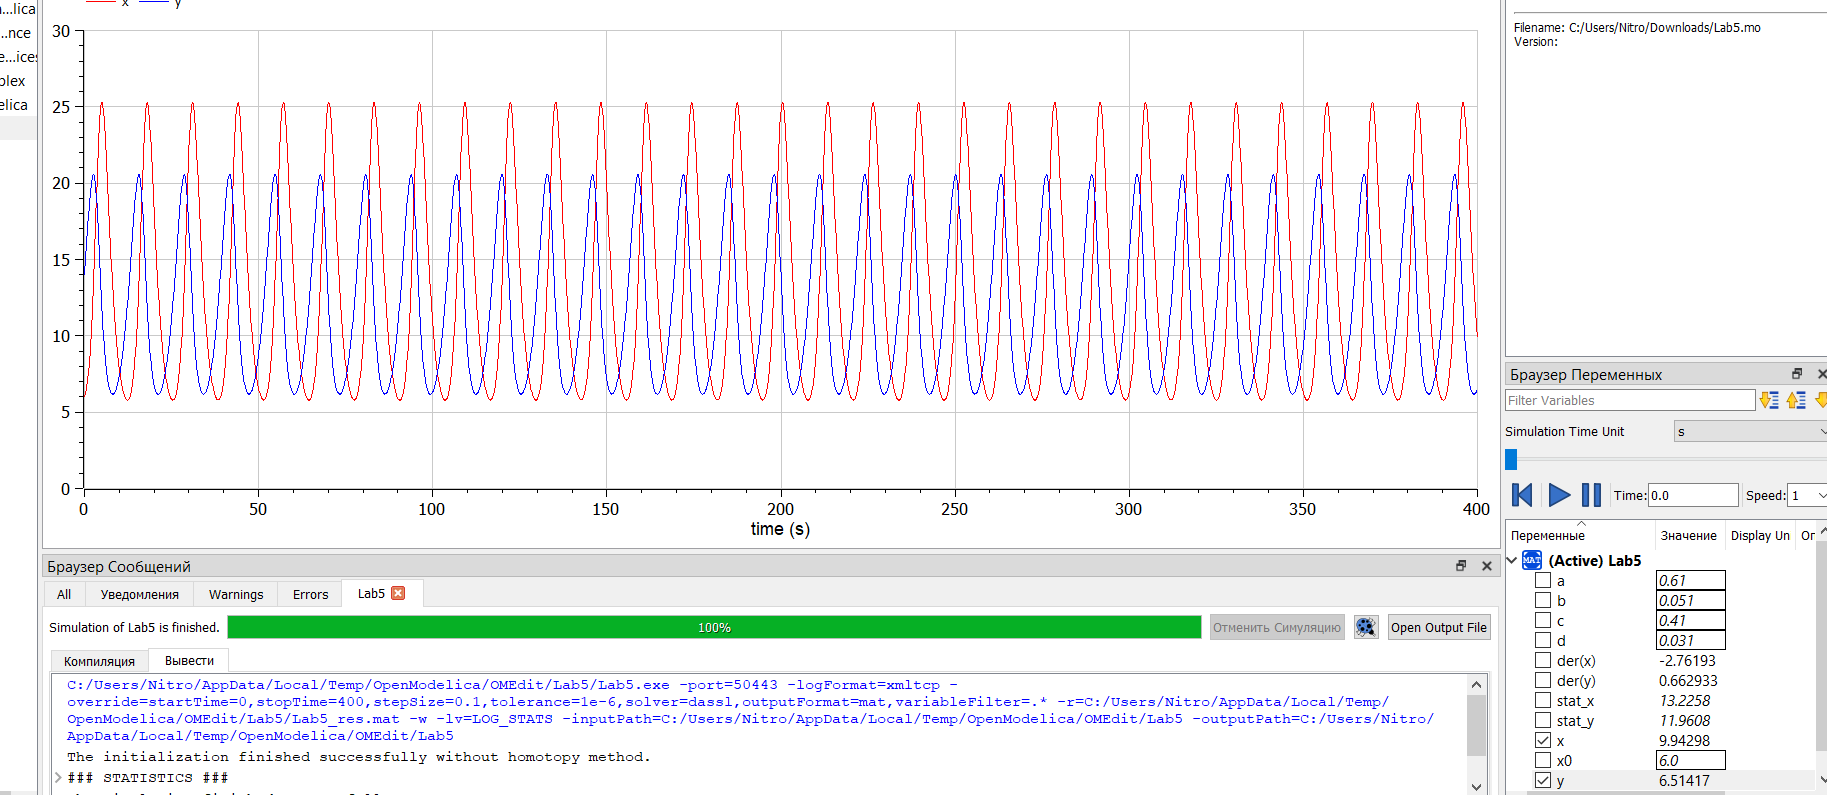 ...lica
..nce
e...ices
plex
elica
x y
30
25
20
15
10
5
0
0 50 100 150 200 250 300 350 400
time (s)
Filename: C:/Users/Nitro/Downloads/Lab5.mo
Version:
Браузер Переменных
Filter Variables
Simulation Time Unit s
Time: 0.0 Speed: 1
Переменные Значение Display Un
MAT (Active) Lab5
a 0.61
b 0.051
c 0.41
d 0.031
der(x) -2.76193
der(y) 0.662933
stat_x 13.2258
stat_y 11.9608
x 9.94298
x0 6.0
y 6.51417
Браузер Сообщений
All Уведомления Warnings Errors Lab5
Simulation of Lab5 is finished. 100% Отменить Симуляцию Open Output File
Компиляция Вывести
C:/Users/Nitro/AppData/Local/Temp/OpenModelica/OMEdit/Lab5/Lab5.exe -port=50443 -logFormat=xmltcp -
override=startTime=0,stopTime=400,stepSize=0.1,tolerance=1e-6,solver=dassl,outputFormat=mat,variableFilter=.* -r=C:/Users/Nitro/AppData/Local/Temp/
OpenModelica/OMEdit/Lab5/Lab5_res.mat -w -lv=LOG_STATS -inputPath=C:/Users/Nitro/AppData/Local/Temp/OpenModelica/OMEdit/Lab5 -outputPath=C:/Users/Nitro/
AppData/Local/Temp/OpenModelica/OMEdit/Lab5
The initialization finished successfully without homotopy method.
### STATISTICS ###